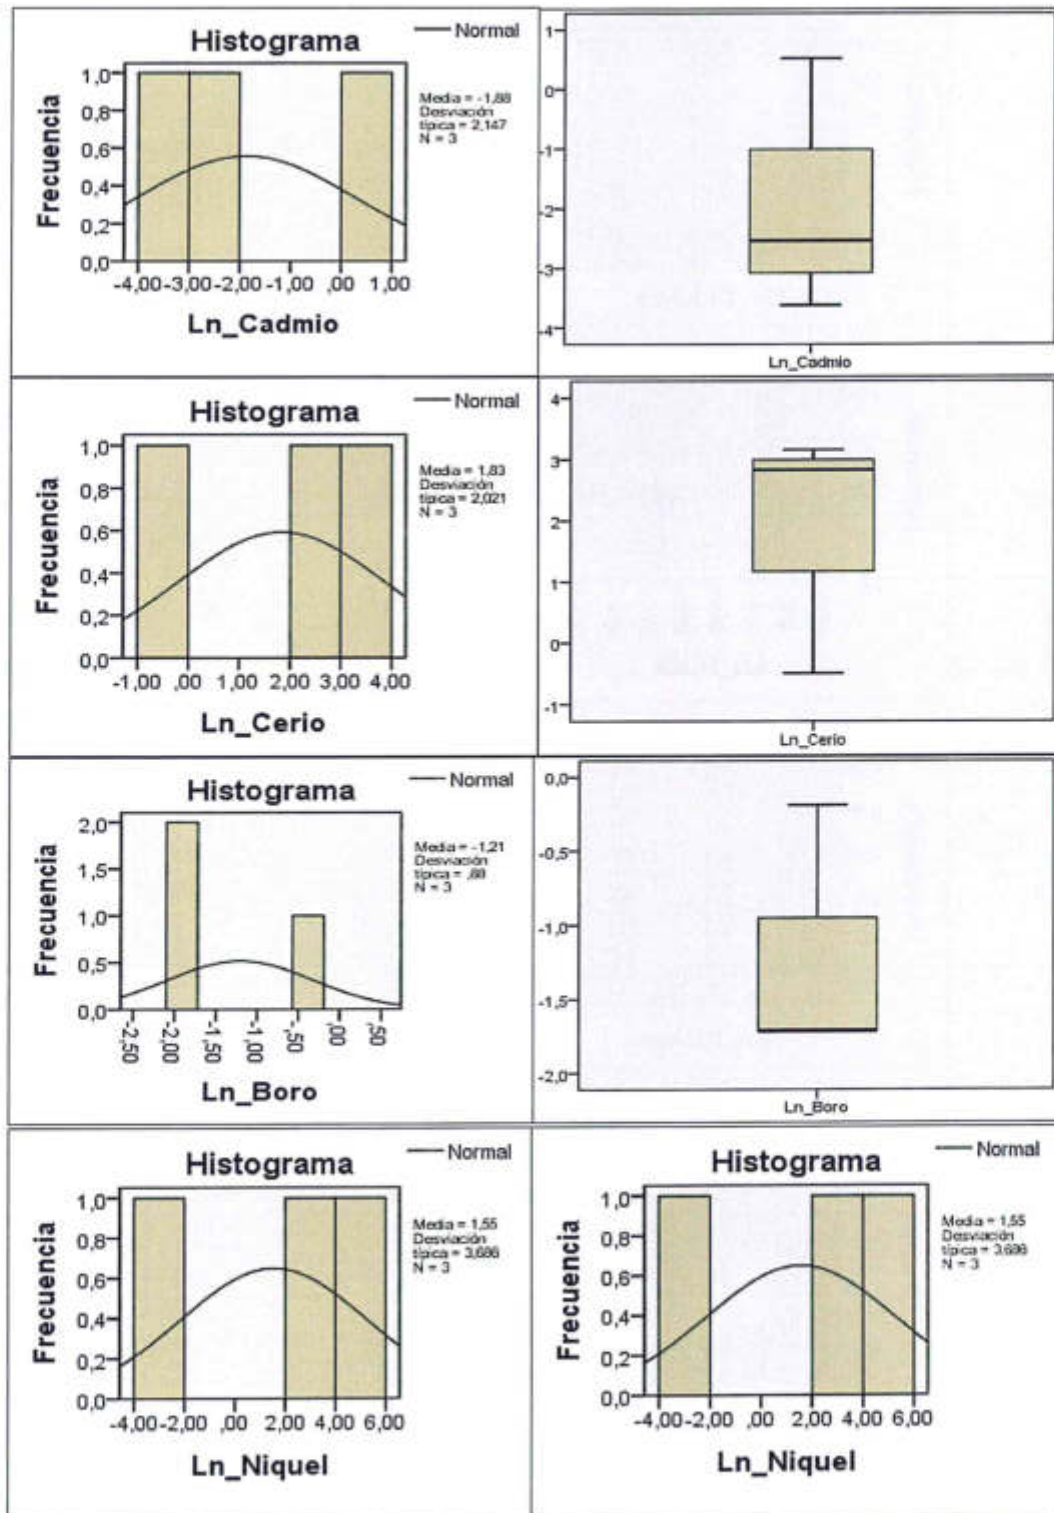 Histograma
Normal
Frecuencia
1,0
0,8
0,6
0,4
0,2
0,0
-4,00 -3,00 -2,00 -1,00 ,00 1,00
Ln_Cadmio
Media = -1,88
Desviación
típica = 2,147
N = 3
1
0
-1
-2
-3
-4
Ln_Cadmio
Histograma
Normal
Frecuencia
1,0
0,8
0,6
0,4
0,2
0,0
-1,00 ,00 1,00 2,00 3,00 4,00
Ln_Cerio
Media = 1,83
Desviación
típica = 2,021
N = 3
4
3
2
1
0
-1
Ln_Cerio
Histograma
Normal
Frecuencia
2,0
1,5
1,0
0,5
0,0
-2,50 -2,00 -1,50 -1,00 -,50 ,00 ,50
Ln_Boro
Media = -1,21
Desviación
típica = ,88
N = 3
0,0
-0,5
-1,0
-1,5
-2,0
Ln_Boro
Histograma
Normal
Frecuencia
1,0
0,8
0,6
0,4
0,2
0,0
-4,00 -2,00 ,00 2,00 4,00 6,00
Ln_Niquel
Media = 1,55
Desviación
típica = 3,686
N = 3
Histograma
Normal
Frecuencia
1,0
0,8
0,6
0,4
0,2
0,0
-4,00 -2,00 ,00 2,00 4,00 6,00
Ln_Niquel
Media = 1,55
Desviación
típica = 3,686
N = 3